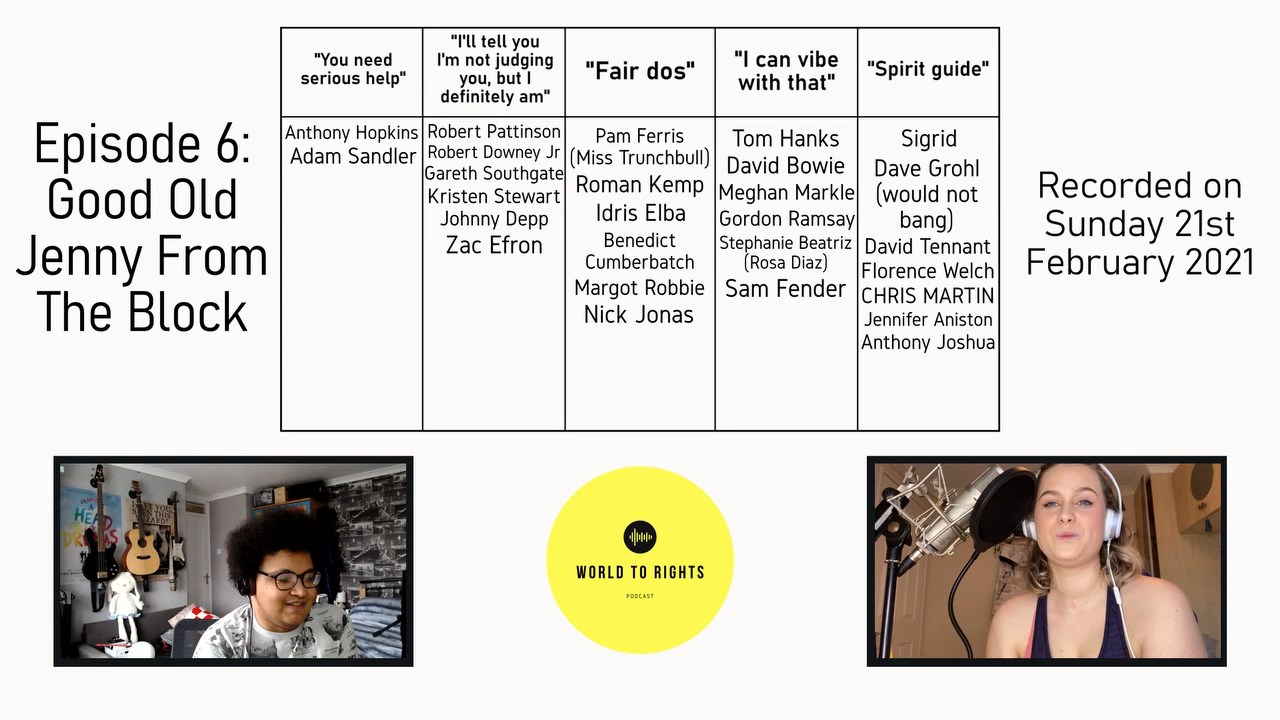 Episode 6:
Good Old
Jenny From
The Block
"You need
serious help"
"I'll tell you
I'm not judging
you, but I
definitely am"
"Fair dos"
"I can vibe
with that"
"Spirit guide"
Anthony Hopkins
Adam Sandler
Robert Pattinson
Robert Downey Jr
Gareth Southgate
Kristen Stewart
Johnny Depp
Zac Efron
Pam Ferris
(Miss Trunchbull)
Roman Kemp
Idris Elba
Benedict
Cumberbatch
Margot Robbie
Nick Jonas
Tom Hanks
David Bowie
Meghan Markle
Gordon Ramsay
Stephanie Beatriz
(Rosa Diaz)
Sam Fender
Sigrid
Dave Grohl
(would not
bang)
David Tennant
Florence Welch
CHRIS MARTIN
Jennifer Aniston
Anthony Joshua
Recorded on
Sunday 21st
February 2021
A
HEAD
WORLD TO RIGHTS
PODCAST